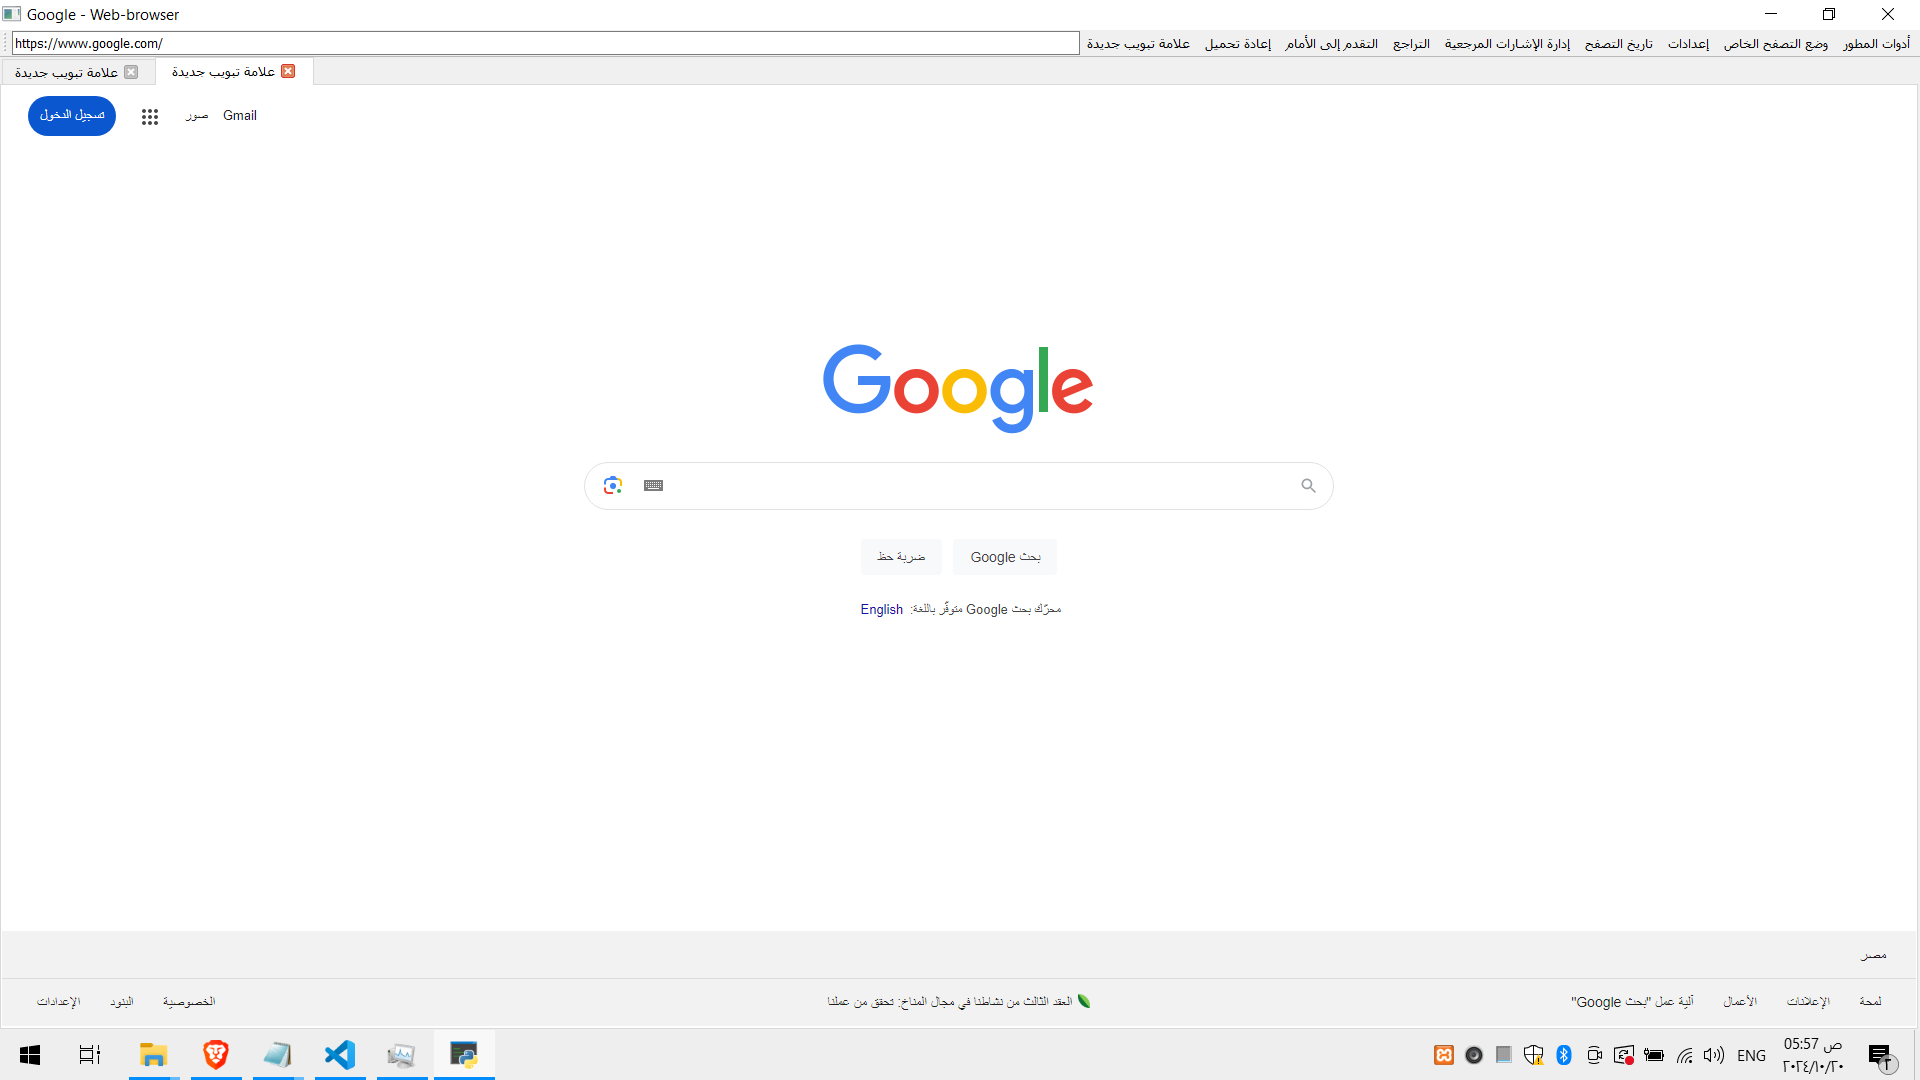 Google - Web-browser
https://www.google.com/
علامة تبويب جديدة
إعادة تحميل
التقدم إلى الأمام
التراجع
إدارة الإشارات المرجعية
تاريخ التصفح
إعدادات
وضع التصفح الخاص
أدوات المطور
علامة تبويب جديدة
علامة تبويب جديدة
Gmail
صور
تسجيل الدخول
Google
بحث Google
ضربة حظ
محرّك بحث Google متوفّر باللغة: English
مصر
لمحة
الإعلانات
الأعمال
آلية عمل "بحث Google"
العقد الثالث من نشاطنا في مجال المناخ: تحقق من عملنا
الخصوصية
البنود
الإعدادات
ENG
05:57 ص
٢٠٢٤/١٠/٢٠
٢